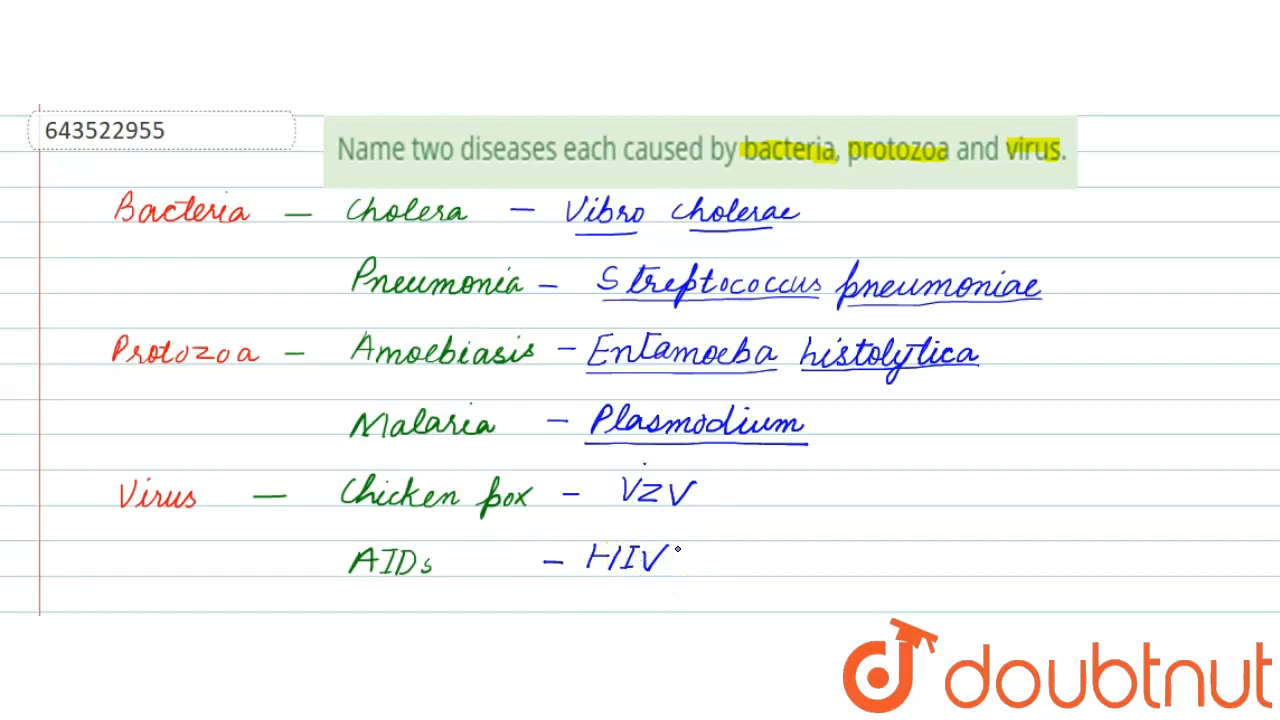 643522955
Name two diseases each caused by bacteria, protozoa and virus.
Bacteria - Cholera - Vibro cholerae
Pneumonia - Streptococcus pneumoniae
Protozoa - Amoebiasis - Entamoeba histolytica
Malaria - Plasmodium
Virus - Chicken pox - VZV
AIDs - HIV
doubtnut